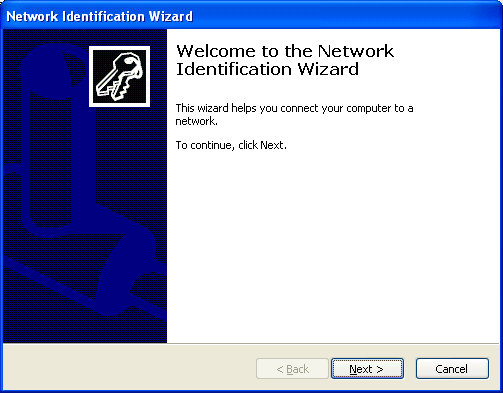 Network Identification Wizard
Welcome to the Network
Identification Wizard
This wizard helps you connect your computer to a
network.
To continue, click Next.
< Back
Next >
Cancel